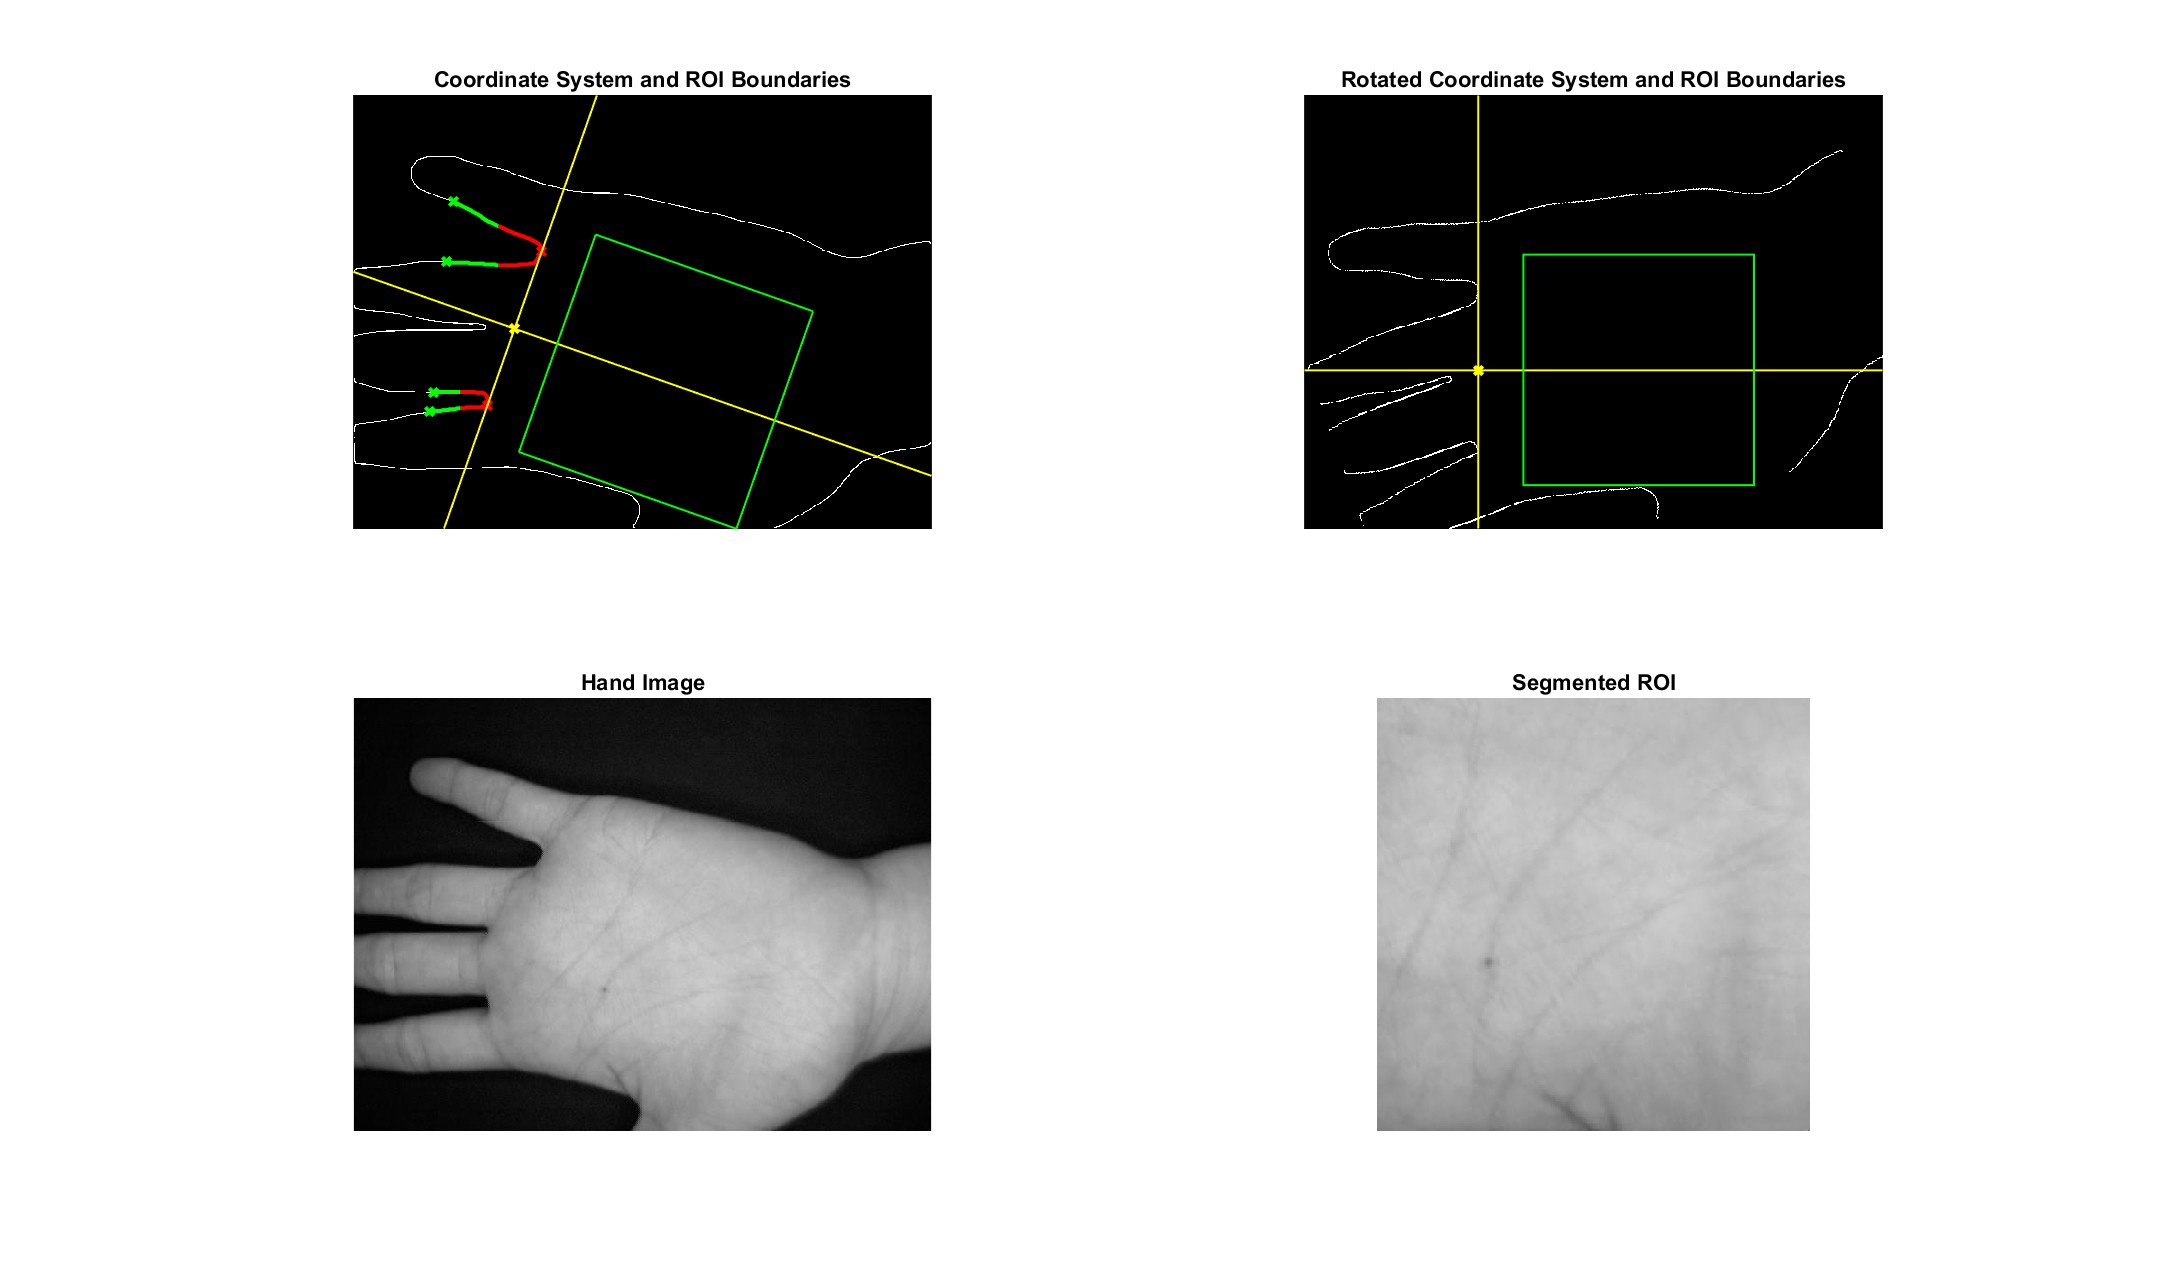 Coordinate System and ROI Boundaries
Rotated Coordinate System and ROI Boundaries
Hand Image
Segmented ROI